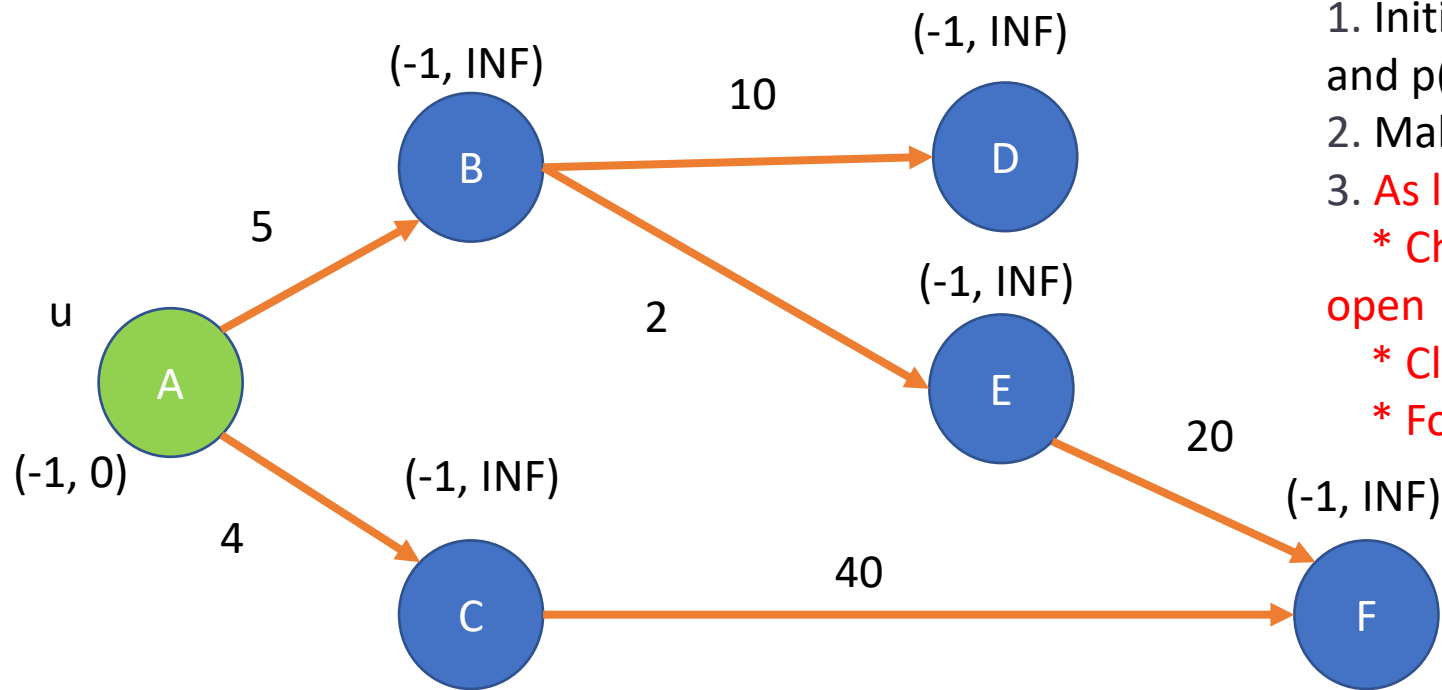 (-1, INF)
(-1, INF)
10
B
D
5
(-1, INF)
u
2
A
E
20
(-1, 0)
(-1, INF)
(-1, INF)
4
40
C
F
1. Initi
and p(
2.
3. As l
* Ch
open
* Cl
* Fo